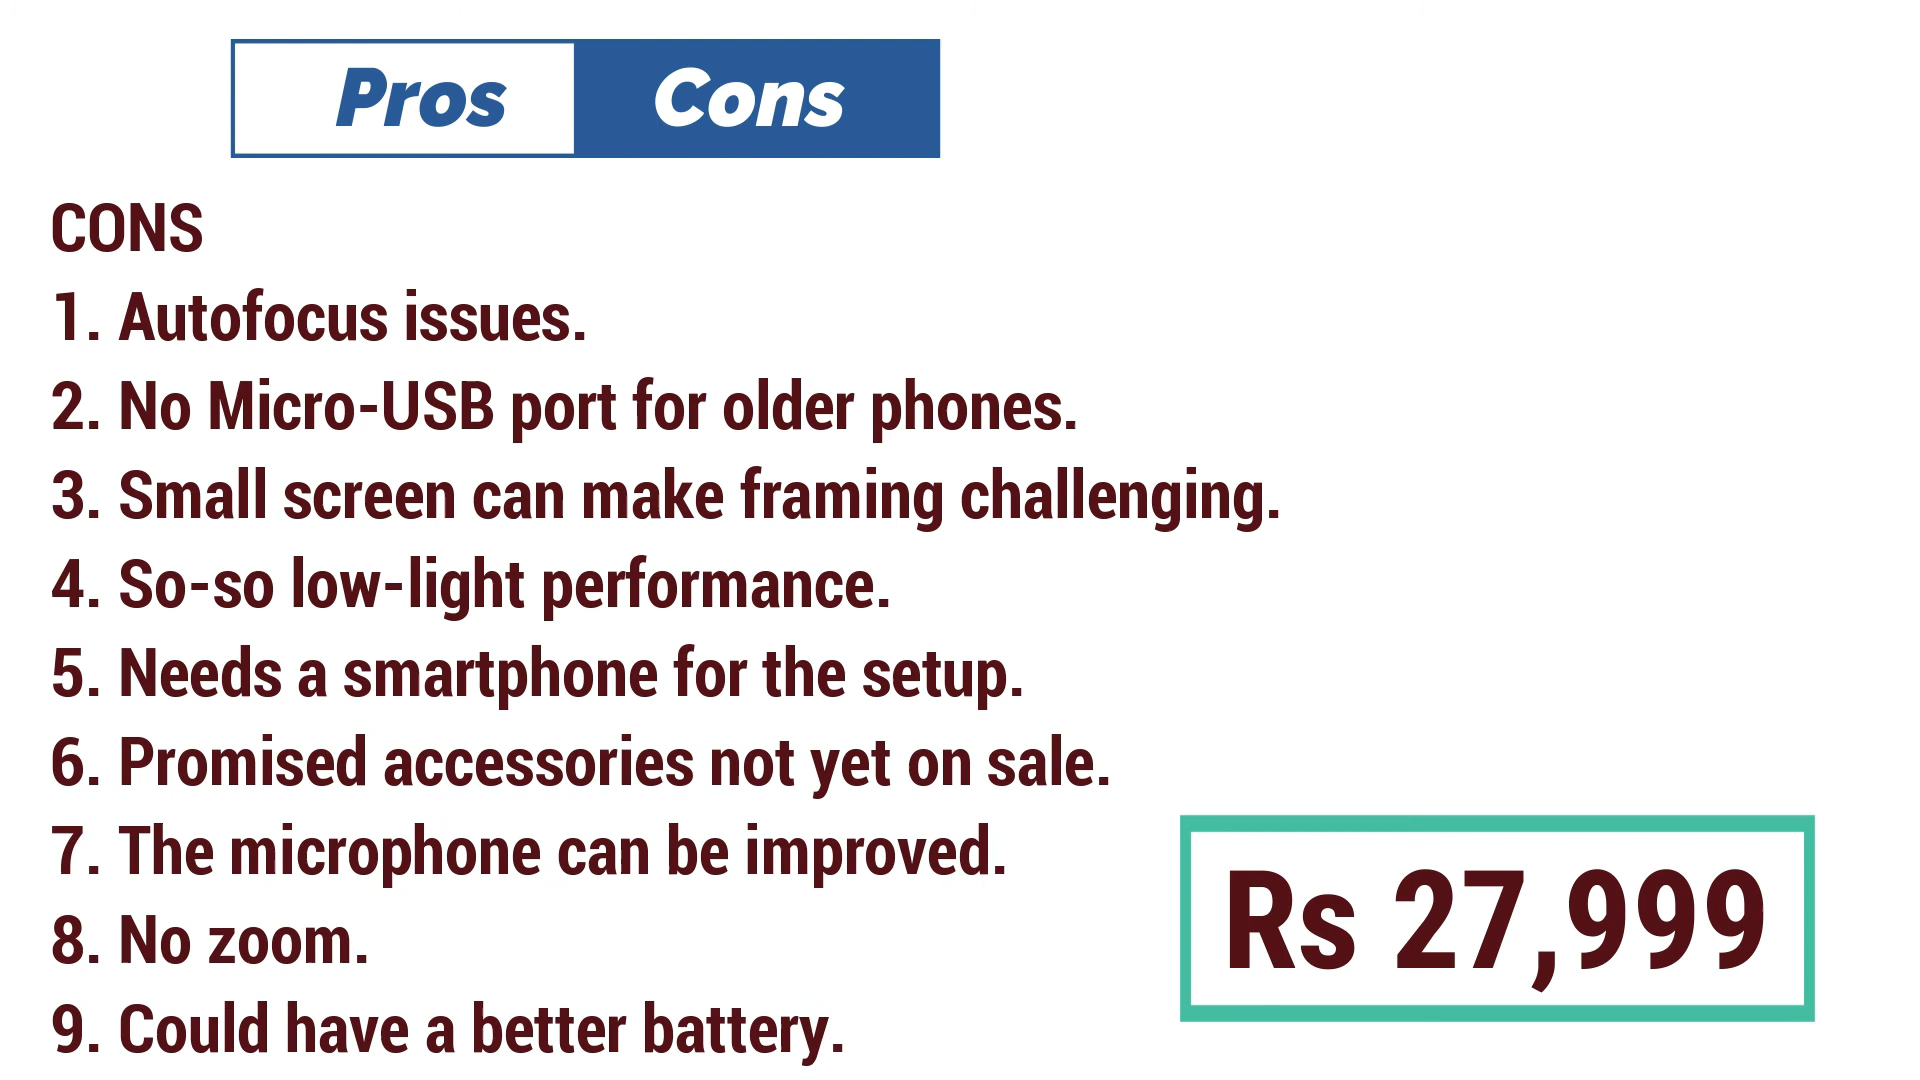 Pros Cons
CONS
1. Autofocus issues.
2. No Micro-USB port for older phones.
3. Small screen can make framing challenging.
4. So-so low-light performance.
5. Needs a smartphone for the setup.
6. Promised accessories not yet on sale.
7. The microphone can be improved.
8. No zoom.
9. Could have a better battery.
Rs 27,999